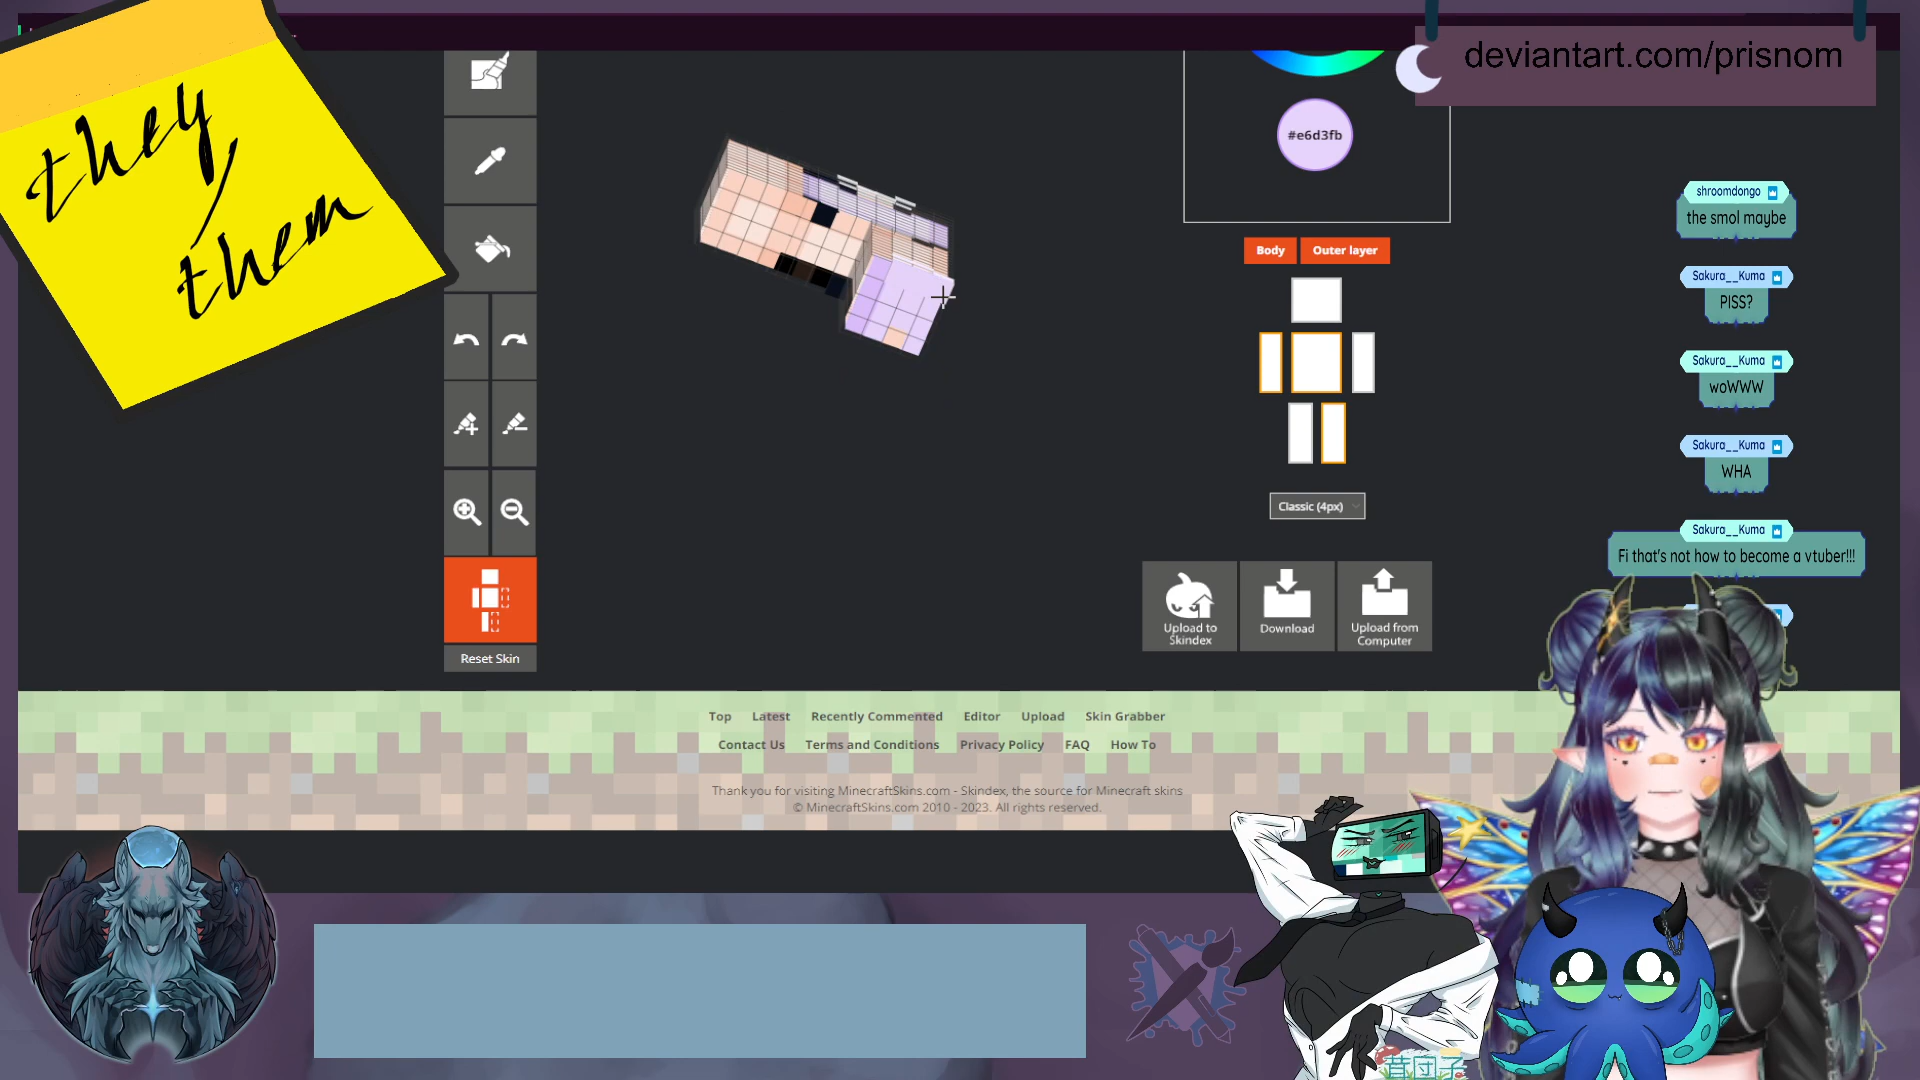 they
/
them
deviantart.com/prisnom
#e6d3fb
Body
Outer layer
Classic (4px)
Upload to
Skindex
Download
Upload from
Computer
Reset Skin
shroomdongo
the smol maybe
Sakura__Kuma
PISS?
Sakura__Kuma
woWWW
Sakura__Kuma
WHA
Sakura__Kuma
Fi that's not how to become a vtuber!!!
Top Latest Recently Commented Editor Upload Skin Grabber
Contact Us Terms and Conditions Privacy Policy FAQ How To
Thank you for visiting MinecraftSkins.com - Skindex, the source for Minecraft skins
© MinecraftSkins.com 2010 - 2023. All rights reserved.